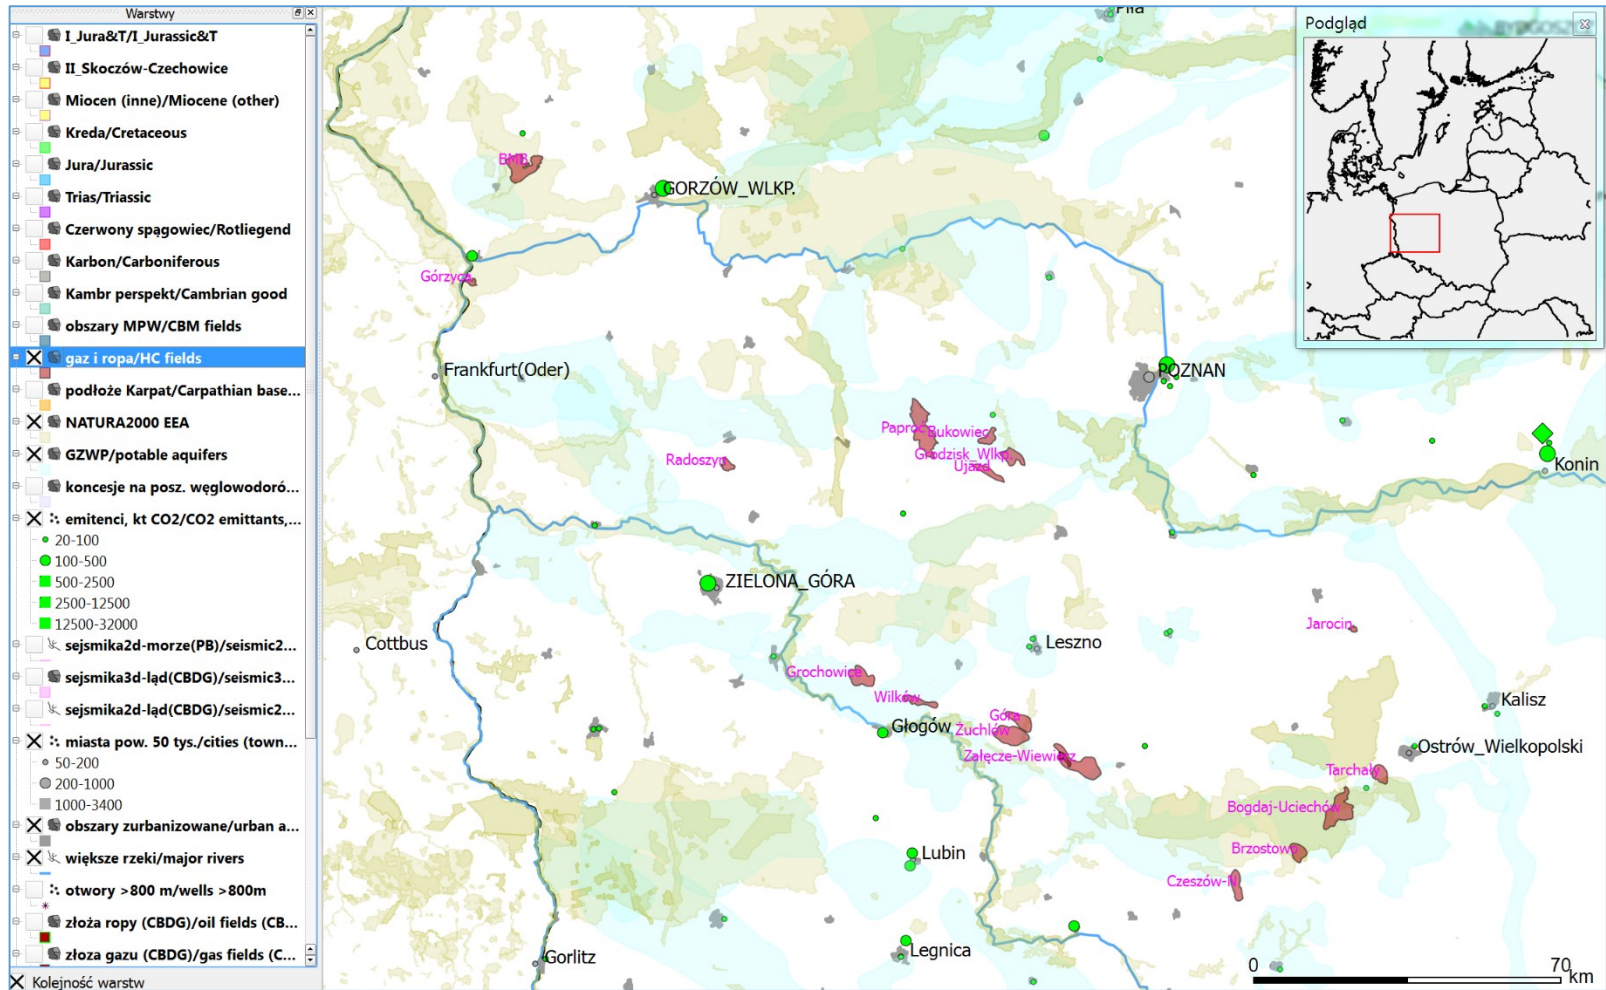 Warstwy
I_Jura&T/I_Jurassic&T
II_Skoczów-Czechowice
Miocen (inne)/Miocene (other)
Kreda/Cretaceous
Jura/Jurassic
Trias/Triassic
Czerwony spągowiec/Rotliegend
Karbon/Carboniferous
Kambr perspekt/Cambrian good
obszary MPW/CBM fields
gaz i ropa/HC fields
podłoże Karpat/Carpathian base...
NATURA2000 EEA
GZWP/potable aquifers
koncesje na posz. węglowodoró...
emitenci, kt CO2/CO2 emittants,...
20-100
100-500
500-2500
2500-12500
12500-32000
sejsmika2d-morze(PB)/seismic2...
sejsmika3d-ląd(CBDG)/seismic3...
sejsmika2d-ląd(CBDG)/seismic2...
miasta pow. 50 tys./cities (town...
50-200
200-1000
1000-3400
obszary zurbanizowane/urban a...
większe rzeki/major rivers
otwory >800 m/wells >800m
złoża ropy (CBDG)/oil fields (CB...
złoza gazu (CBDG)/gas fields (C...
Kolejność warstw
Piła
Podgląd
BYDGOSZ
BMB
GORZÓW_WLKP.
Górzyca
Frankfurt(Oder)
POZNAN
Paproć
Bukowiec
Grodzisk_Wlkp.
Ujazd
Radoszyn
Konin
ZIELONA_GÓRA
Cottbus
Leszno
Jarocin
Grochowice
Wilków
Głogów
Góra
Żuchlów
Załęcze-Wiewierz
Kalisz
Ostrów_Wielkopolski
Tarchały
Bogdaj-Uciechów
Brzostowo
Czeszów-N
Lubin
Legnica
Gorlitz
0 70
km